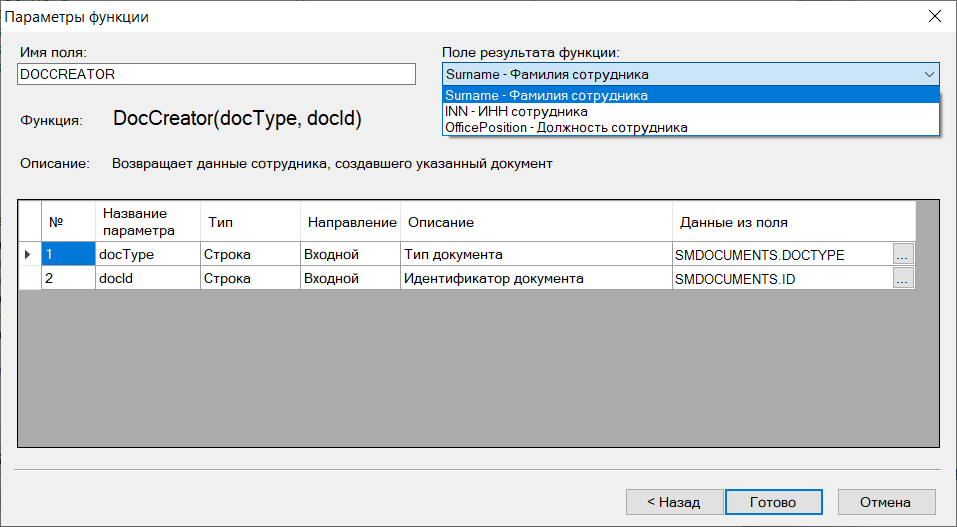 Параметры функции
Имя поля:
DOCCREATOR
Поле результата функции:
Surname - Фамилия сотрудника
Surname - Фамилия сотрудника
INN - ИНН сотрудника
OfficePosition - Должность сотрудника
Функция: DocCreator(docType, docId)
Описание: Возвращает данные сотрудника, создавшего указанный документ
№ Название параметра Тип Направление Описание Данные из поля
1 docType Строка Входной Тип документа SMDOCUMENTS.DOCTYPE ...
2 docId Строка Входной Идентификатор документа SMDOCUMENTS.ID ...
< Назад Готово Отмена